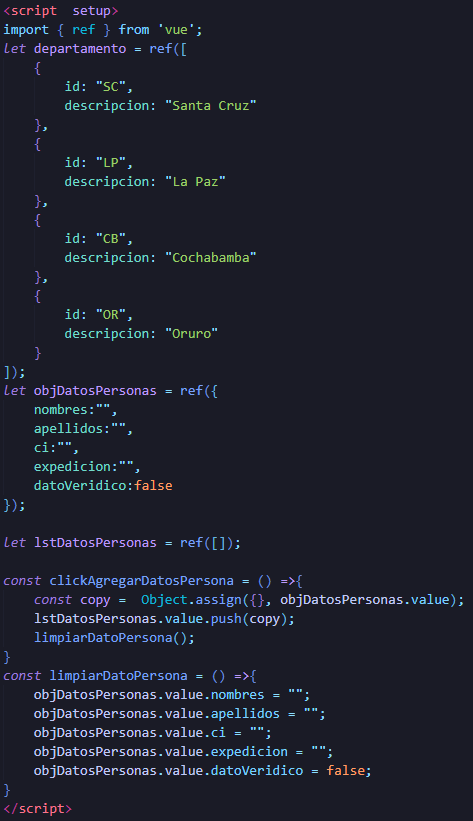 <script  setup>
import { ref } from 'vue';
let departamento = ref([
    {
        id: "SC",
        descripcion: "Santa Cruz"
    },
    {
        id: "LP",
        descripcion: "La Paz"
    },
    {
        id: "CB",
        descripcion: "Cochabamba"
    },
    {
        id: "OR",
        descripcion: "Oruro"
    }
]);
let objDatosPersonas = ref({
    nombres:"",
    apellidos:"",
    ci:"",
    expedicion:"",
    datoVeridico:false
});

let lstDatosPersonas = ref([]);

const clickAgregarDatosPersona = () =>{
    const copy =  Object.assign({}, objDatosPersonas.value);
    lstDatosPersonas.value.push(copy);
    limpiarDatoPersona();
}
const limpiarDatoPersona = () =>{
    objDatosPersonas.value.nombres = "";
    objDatosPersonas.value.apellidos = "";
    objDatosPersonas.value.ci = "";
    objDatosPersonas.value.expedicion = "";
    objDatosPersonas.value.datoVeridico = false;
}
</script>